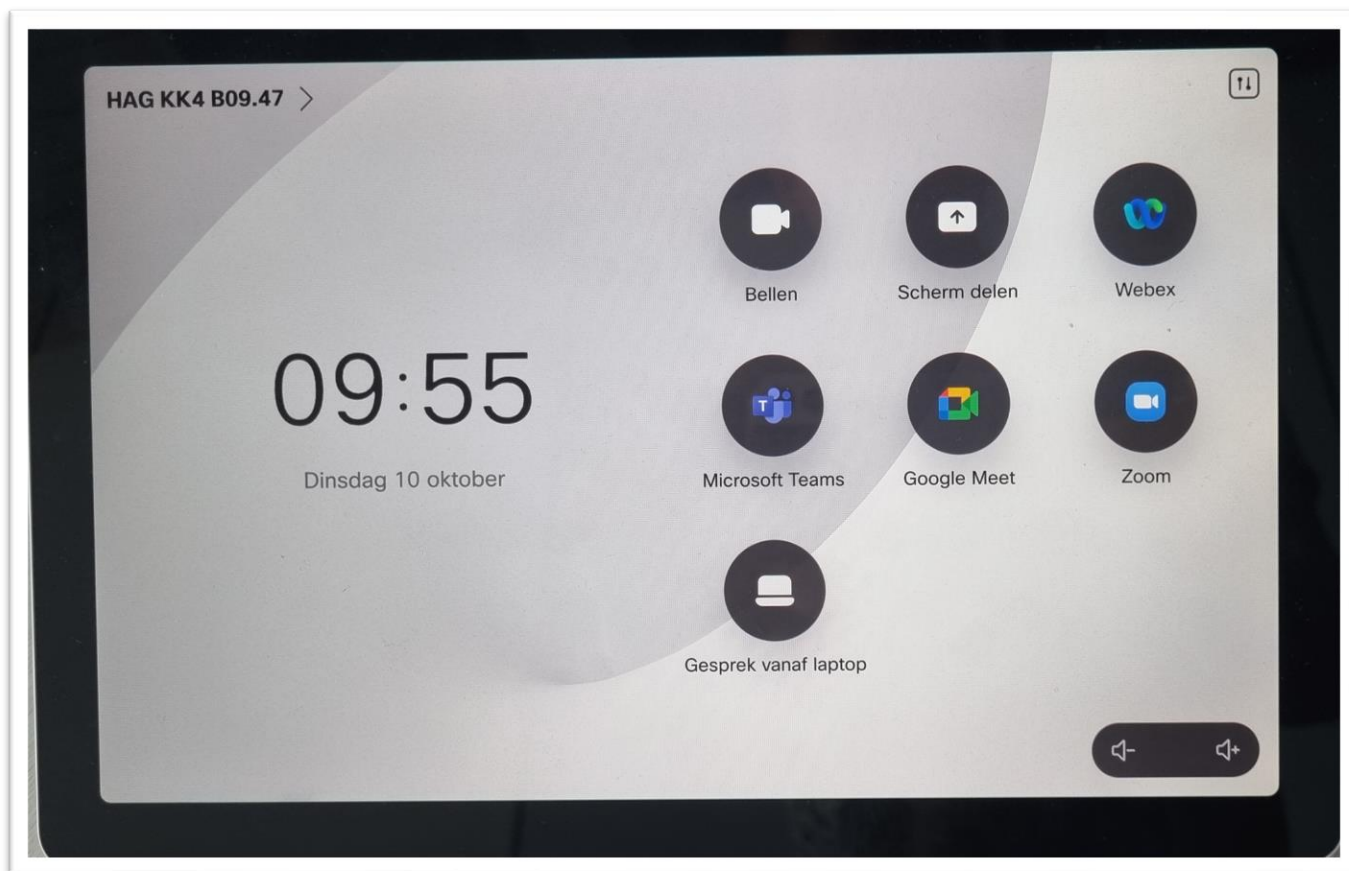 HAG KK4 B09.47
Bellen
Scherm delen
Webex
09:55
Dinsdag 10 oktober
T
Microsoft Teams
Google Meet
Zoom
Gesprek vanaf laptop